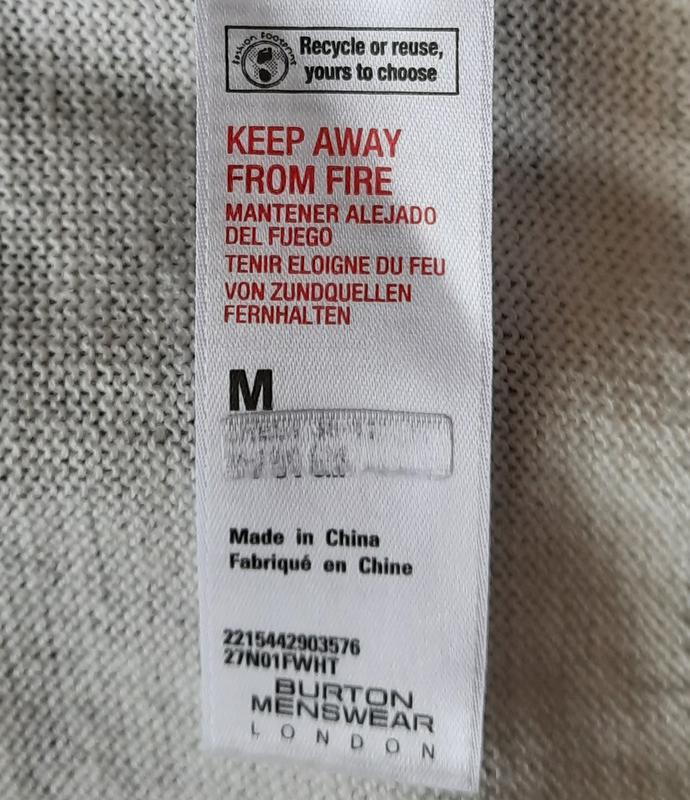 fashion footprint
Recycle or reuse,
yours to choose
KEEP AWAY
FROM FIRE
MANTENER ALEJADO
DEL FUEGO
TENIR ELOIGNE DU FEU
VON ZUNDQUELLEN
FERNHALTEN
M
Made in China
Fabriqué en Chine
2215442903576
27N01FWHT
BURTON
MENSWEAR
LONDON